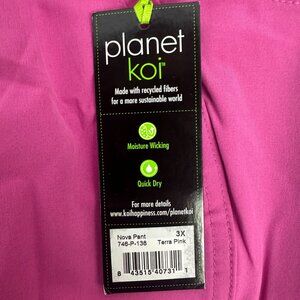 planet
koi™
Made with recycled fibers
for a more sustainable world
Moisture Wicking
Quick Dry
For more details
www.koihappiness.com/planetkoi
Nova Pant 3X
746-P-138 Terra Pink
8 43515 40731 1